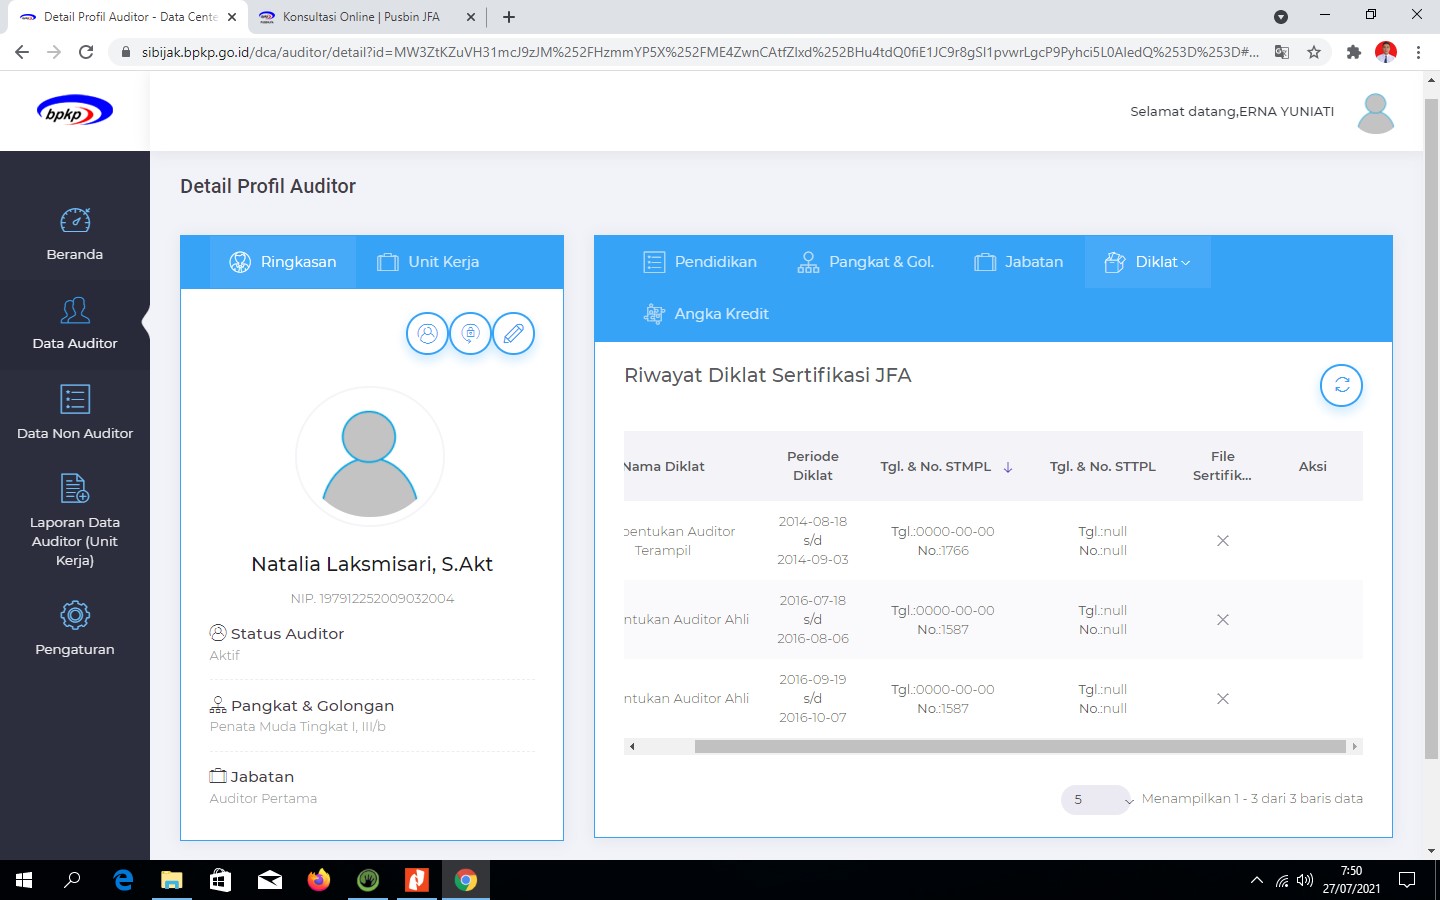 Detail Profil Auditor - Data Cente
Konsultasi Online | Pusbin JFA
sibijak.bpkp.go.id/dca/auditor/detail?id=MW3ZtKZuVH31mcJ9zJM%252FHzmmYP5X%252FME4ZwnCAtfZlxd%252BHu4tdQ0fiE1JC9r8gSI1pvwrLgcP9Pyhci5L0AledQ%253D%253D#...
bpkp
Selamat datang,ERNA YUNIATI
Beranda
Data Auditor
Data Non Auditor
Laporan Data
Auditor (Unit
Kerja)
Pengaturan
Detail Profil Auditor
Ringkasan
Unit Kerja
Natalia Laksmisari, S.Akt
NIP. 197912252009032004
Status Auditor
Aktif
Pangkat & Golongan
Penata Muda Tingkat I, III/b
Jabatan
Auditor Pertama
Pendidikan
Pangkat & Gol.
Jabatan
Diklat
Angka Kredit
Riwayat Diklat Sertifikasi JFA
Nama Diklat
Periode
Diklat
Tgl. & No. STMPL
Tgl. & No. STTPL
File
Sertifik...
Aksi
bentukan Auditor
Terampil
2014-08-18
s/d
2014-09-03
Tgl.:0000-00-00
No.:1766
Tgl.:null
No.:null
ntukan Auditor Ahli
2016-07-18
s/d
2016-08-06
Tgl.:0000-00-00
No.:1587
Tgl.:null
No.:null
ntukan Auditor Ahli
2016-09-19
s/d
2016-10-07
Tgl.:0000-00-00
No.:1587
Tgl.:null
No.:null
5
Menampilkan 1 - 3 dari 3 baris data
7:50
27/07/2021